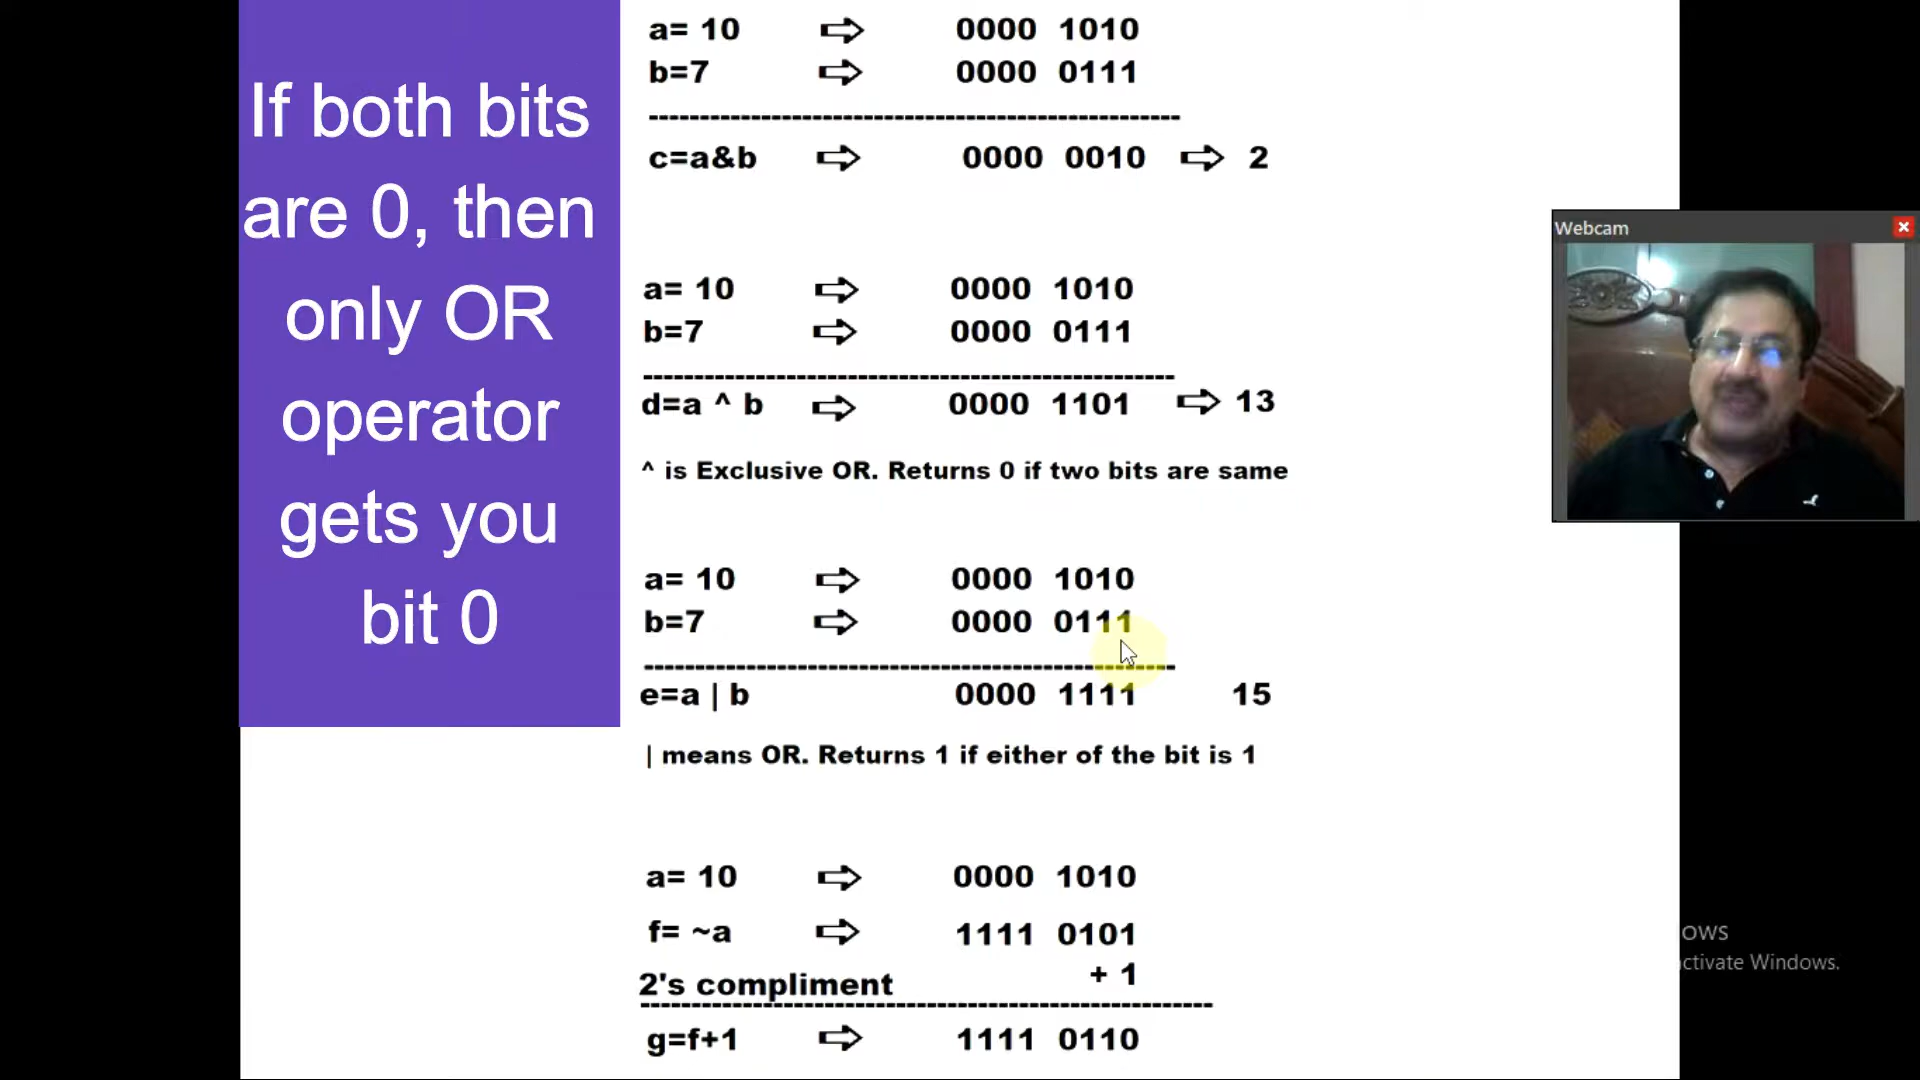 If both bits
are 0, then
only OR
operator
gets you
bit 0
a= 10 0000 1010
b=7 0000 0111
c=a&b 0000 0010 2
a= 10 0000 1010
b=7 0000 0111
d=a ^ b 0000 1101 13
^ is Exclusive OR. Returns 0 if two bits are same
a= 10 0000 1010
b=7 0000 0111
e=a | b 0000 1111 15
| means OR. Returns 1 if either of the bit is 1
a= 10 0000 1010
f= ~a 1111 0101
2's compliment + 1
g=f+1 1111 0110
Webcam
ows
ctivate Windows.